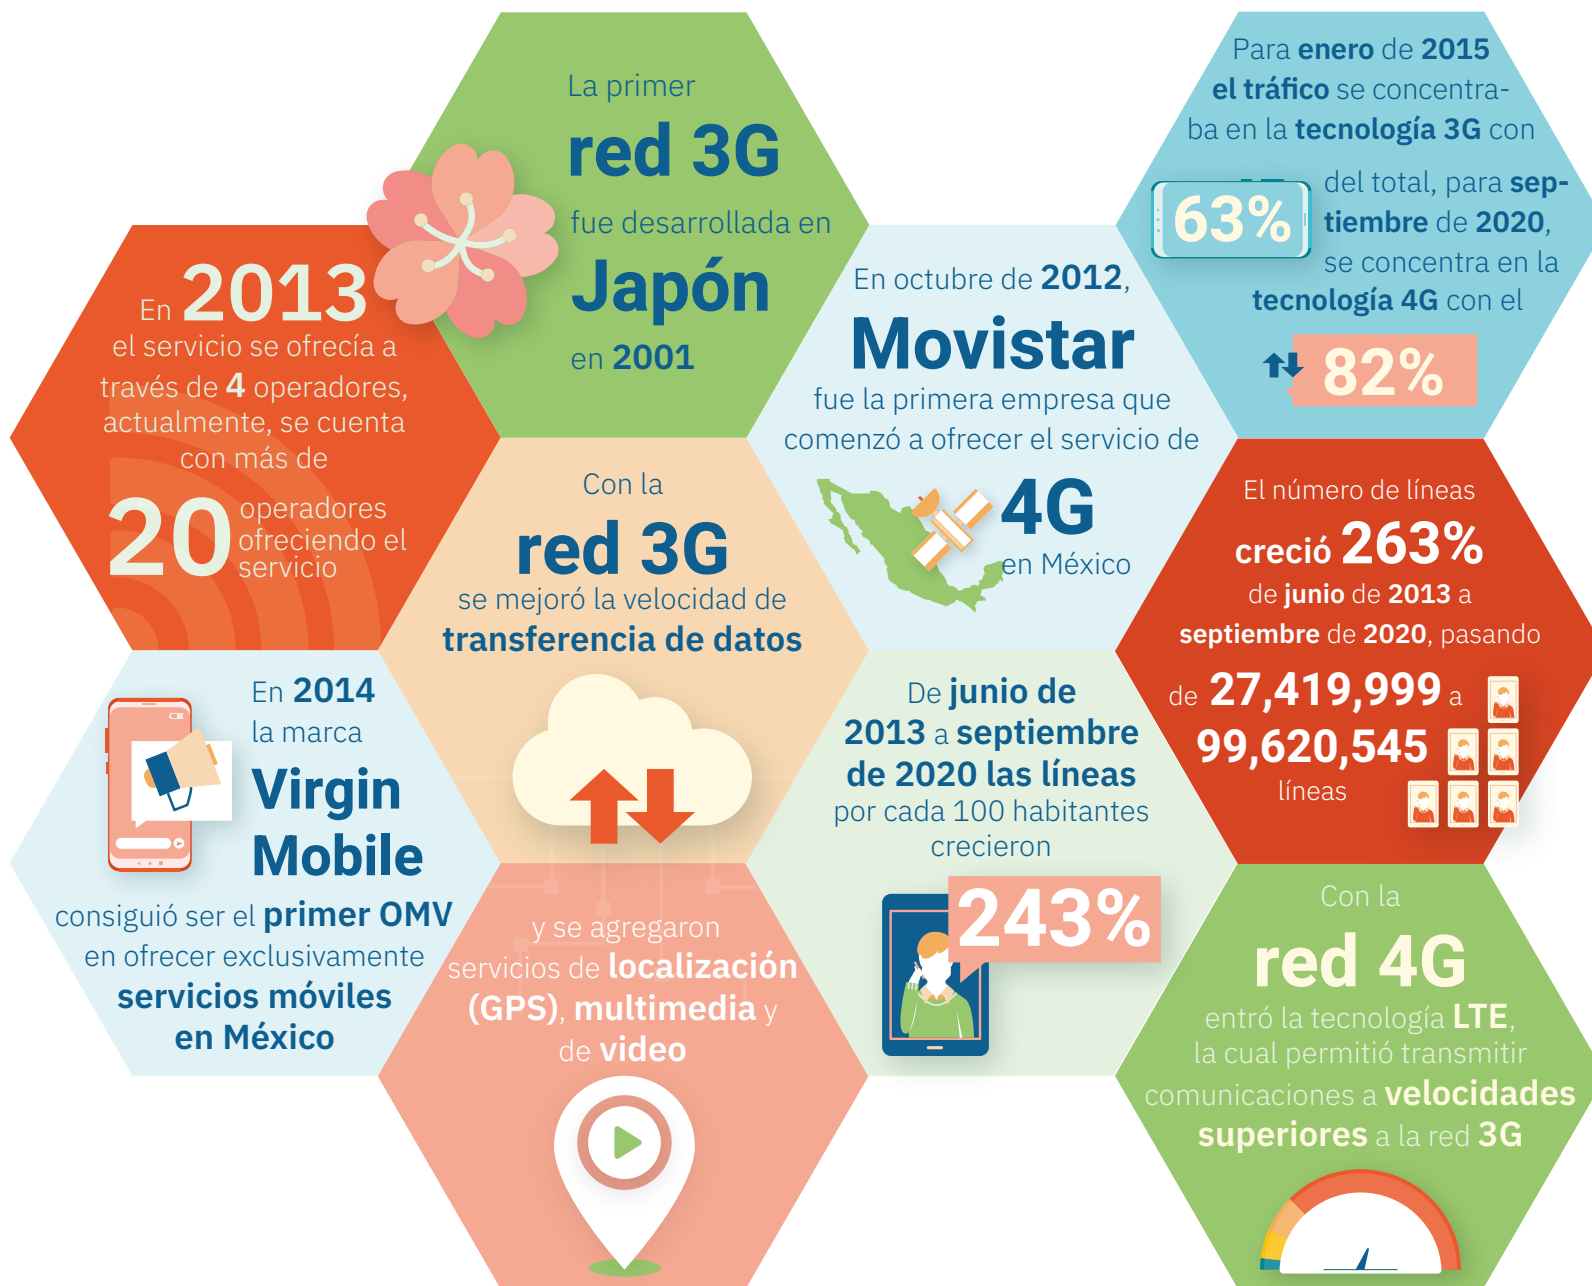 La primer
red 3G
fue desarrollada en
Japón
en 2001
Para enero de 2015
el tráfico se concentra-
ba en la tecnología 3G con
63%
del total, para sep-
tiembre de 2020,
se concentra en la
tecnología 4G con el
82%
En 2013
el servicio se ofrecía a
través de 4 operadores,
actualmente, se cuenta
con más de
20 operadores
ofreciendo el
servicio
En octubre de 2012,
Movistar
fue la primera empresa que
comenzó a ofrecer el servicio de
4G
en México
Con la
red 3G
se mejoró la velocidad de
transferencia de datos
El número de líneas
creció 263%
de junio de 2013 a
septiembre de 2020, pasando
de 27,419,999 a
99,620,545
líneas
En 2014
la marca
Virgin
Mobile
consiguió ser el primer OMV
en ofrecer exclusivamente
servicios móviles
en México
De junio de
2013 a septiembre
de 2020 las líneas
por cada 100 habitantes
crecieron
243%
y se agregaron
servicios de localización
(GPS), multimedia y
de video
Con la
red 4G
entró la tecnología LTE,
la cual permitió transmitir
comunicaciones a velocidades
superiores a la red 3G